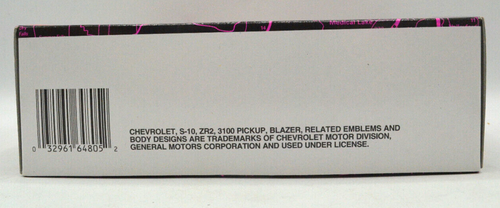 CHEVROLET, S-10, ZR2, 3100 PICKUP, BLAZER, RELATED EMBLEMS AND
BODY DESIGNS ARE TRADEMARKS OF CHEVROLET MOTOR DIVISION,
GENERAL MOTORS CORPORATION AND USED UNDER LICENSE.
0 32961 64805 2